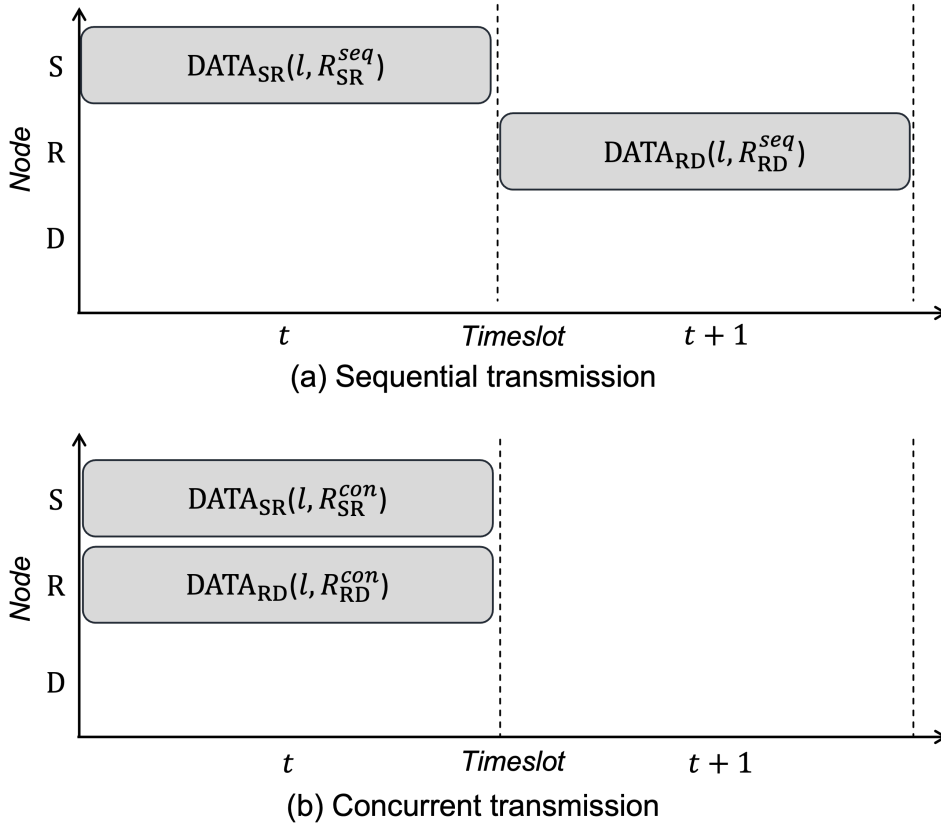 S
DATA_SR(l, R_SR^seq)
Node
R
DATA_RD(l, R_RD^seq)
D
t
Timeslot
t + 1
(a) Sequential transmission
S
DATA_SR(l, R_SR^con)
Node
R
DATA_RD(l, R_RD^con)
D
t
Timeslot
t + 1
(b) Concurrent transmission